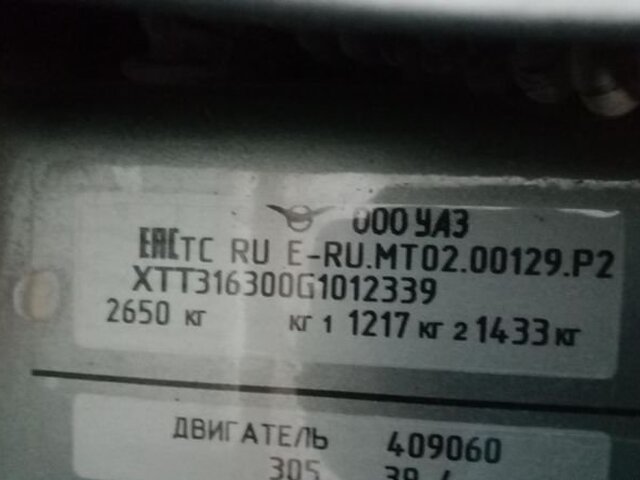 ООО УАЗ
ЕАС ТС RU E-RU.MT02.00129.P2
XTT316300G1012339
2650 кг кг 1 1217 кг 2 1433 кг
ДВИГАТЕЛЬ 409060
305